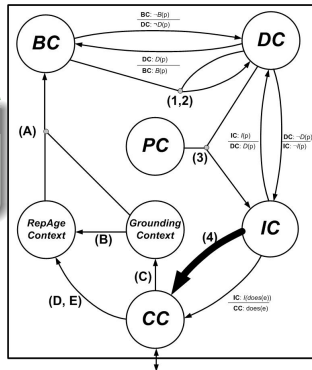 BC: ¬B(p)
DC: ¬D(p)
BC
DC
DC: D(p)
BC: B(p)
(1,2)
(A)
PC
(3)
IC: I(p)
DC: D(p)
DC: ¬D(p)
IC: ¬I(p)
RepAge
Context
(B)
Grounding
Context
(4)
IC
(C)
(D, E)
CC
IC: I(does(e))
CC: does(e)